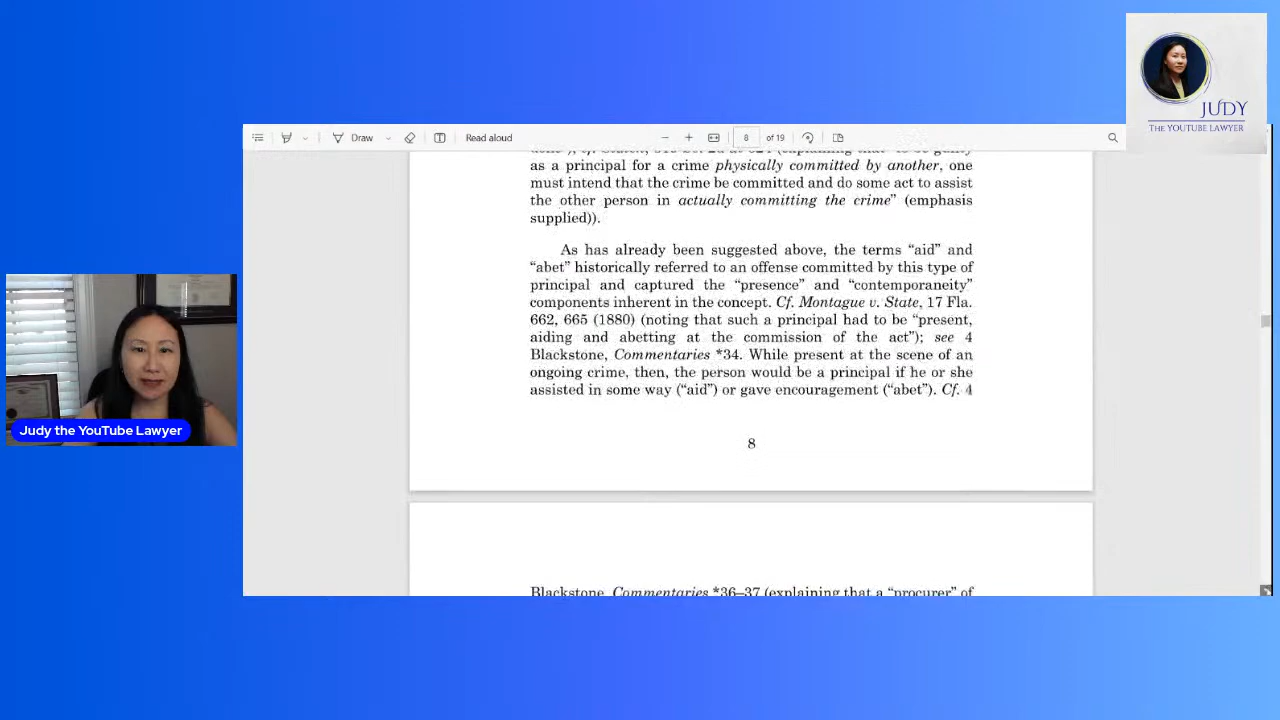 JUDY
THE YOUTUBE LAWYER
Draw
Read aloud
8
of 19
as a principal for a crime physically committed by another, one
must intend that the crime be committed and do some act to assist
the other person in actually committing the crime” (emphasis
supplied)).
As has already been suggested above, the terms “aid” and
“abet” historically referred to an offense committed by this type of
principal and captured the “presence” and “contemporaneity”
components inherent in the concept. Cf. Montague v. State, 17 Fla.
662, 665 (1880) (noting that such a principal had to be “present,
aiding and abetting at the commission of the act”); see 4
Blackstone, Commentaries *34. While present at the scene of an
ongoing crime, then, the person would be a principal if he or she
assisted in some way (“aid”) or gave encouragement (“abet”). Cf. 4
8
Blackstone, Commentaries *36–37 (explaining that a “procurer” of
Judy the YouTube Lawyer